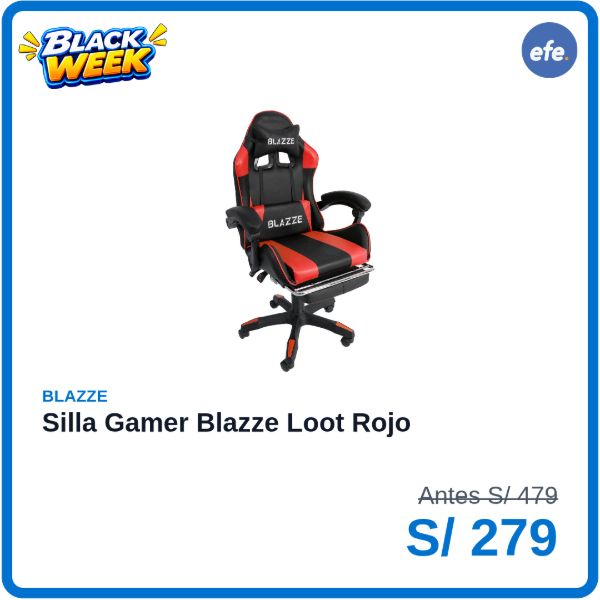 BLACK
WEEK
efe.
BLAZZE
BLAZZE
BLAZZE
Silla Gamer Blazze Loot Rojo
Antes S/ 479
S/ 279